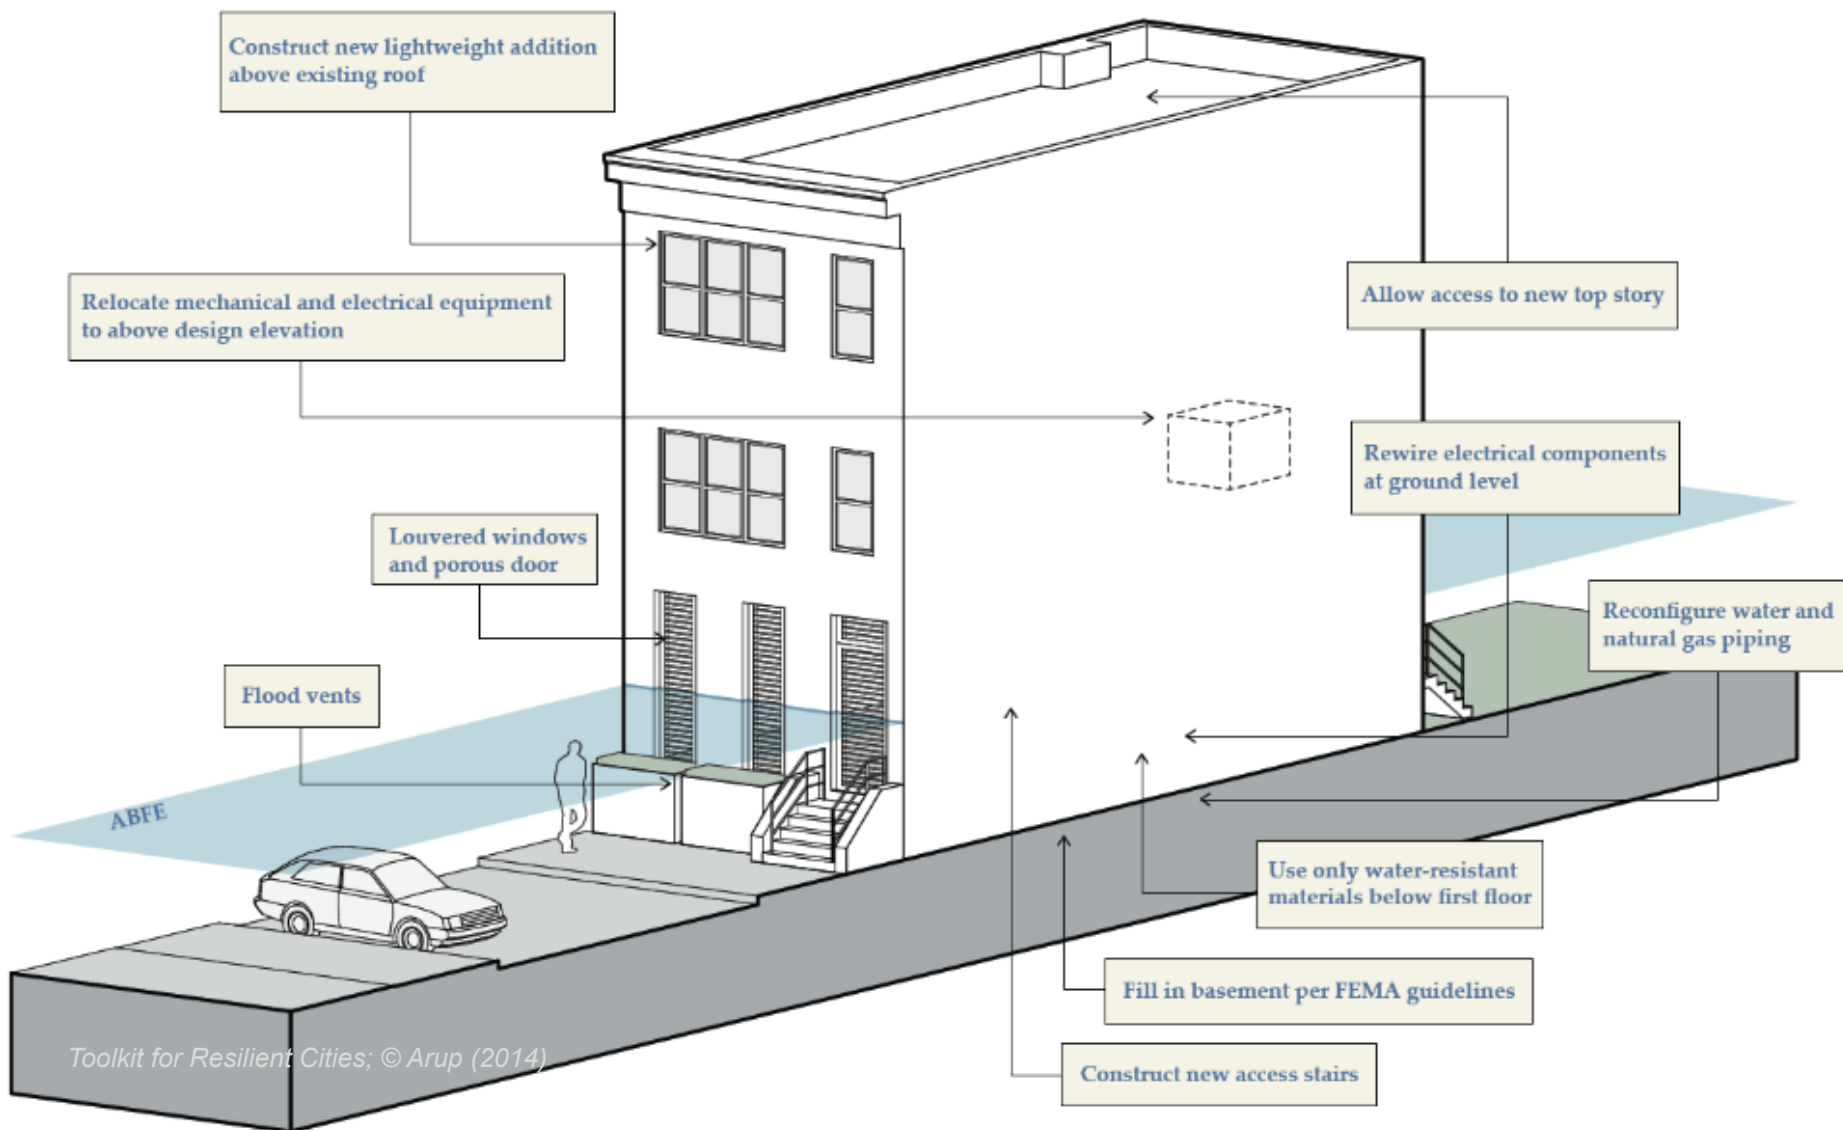 Construct new lightweight addition
above existing roof
Relocate mechanical and electrical equipment
to above design elevation
Allow access to new top story
Rewire electrical components
at ground level
Louvered windows
and porous door
Reconfigure water and
natural gas piping
Flood vents
ABFE
Use only water-resistant
materials below first floor
Fill in basement per FEMA guidelines
Construct new access stairs
Toolkit for Resilient Cities; © Arup (2014)